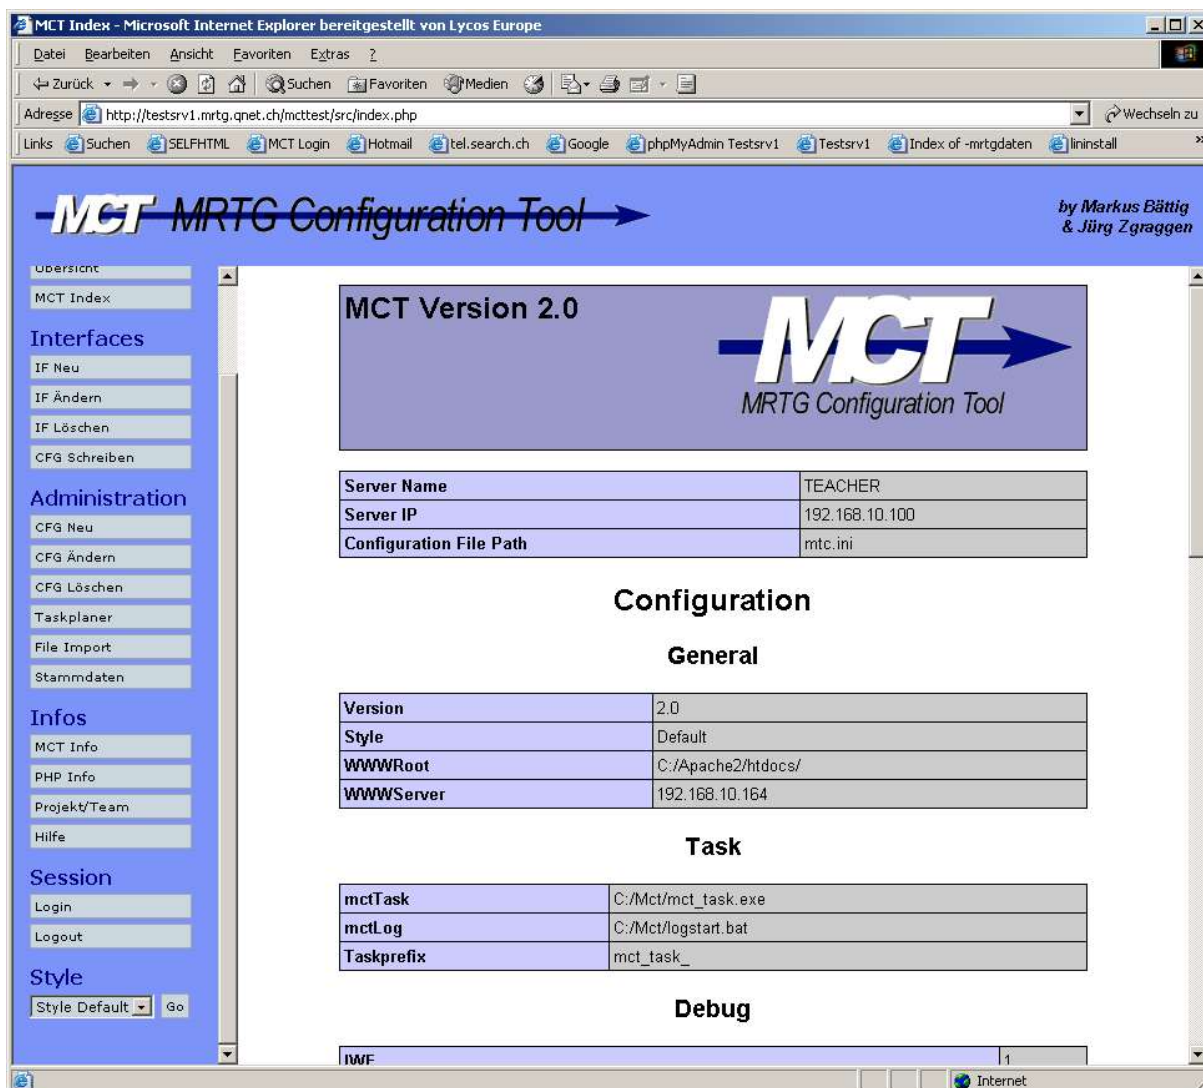 MCT Index - Microsoft Internet Explorer bereitgestellt von Lycos Europe
Datei Bearbeiten Ansicht Favoriten Extras ?
Zurück Suchen Favoriten Medien
Adresse http://testsrv1.mrtg.qnet.ch/mcttest/src/index.php Wechseln zu
Links Suchen SELFHTML MCT Login Hotmail tel.search.ch Google phpMyAdmin Testsrv1 Testsrv1 Index of -mrtgdaten lininstall »
MCT MRTG Configuration Tool
by Markus Bättig
& Jürg Zgraggen
Übersicht
MCT Index
Interfaces
IF Neu
IF Ändern
IF Löschen
CFG Schreiben
Administration
CFG Neu
CFG Ändern
CFG Löschen
Taskplaner
File Import
Stammdaten
Infos
MCT Info
PHP Info
Projekt/Team
Hilfe
Session
Login
Logout
Style
Style Default Go
MCT Version 2.0
MCT
MRTG Configuration Tool
Server Name TEACHER
Server IP 192.168.10.100
Configuration File Path mtc.ini
Configuration
General
Version 2.0
Style Default
WWWRoot C:/Apache2/htdocs/
WWWServer 192.168.10.164
Task
mctTask C:/Mct/mct_task.exe
mctLog C:/Mct/logstart.bat
Taskprefix mct_task_
Debug
1
Internet